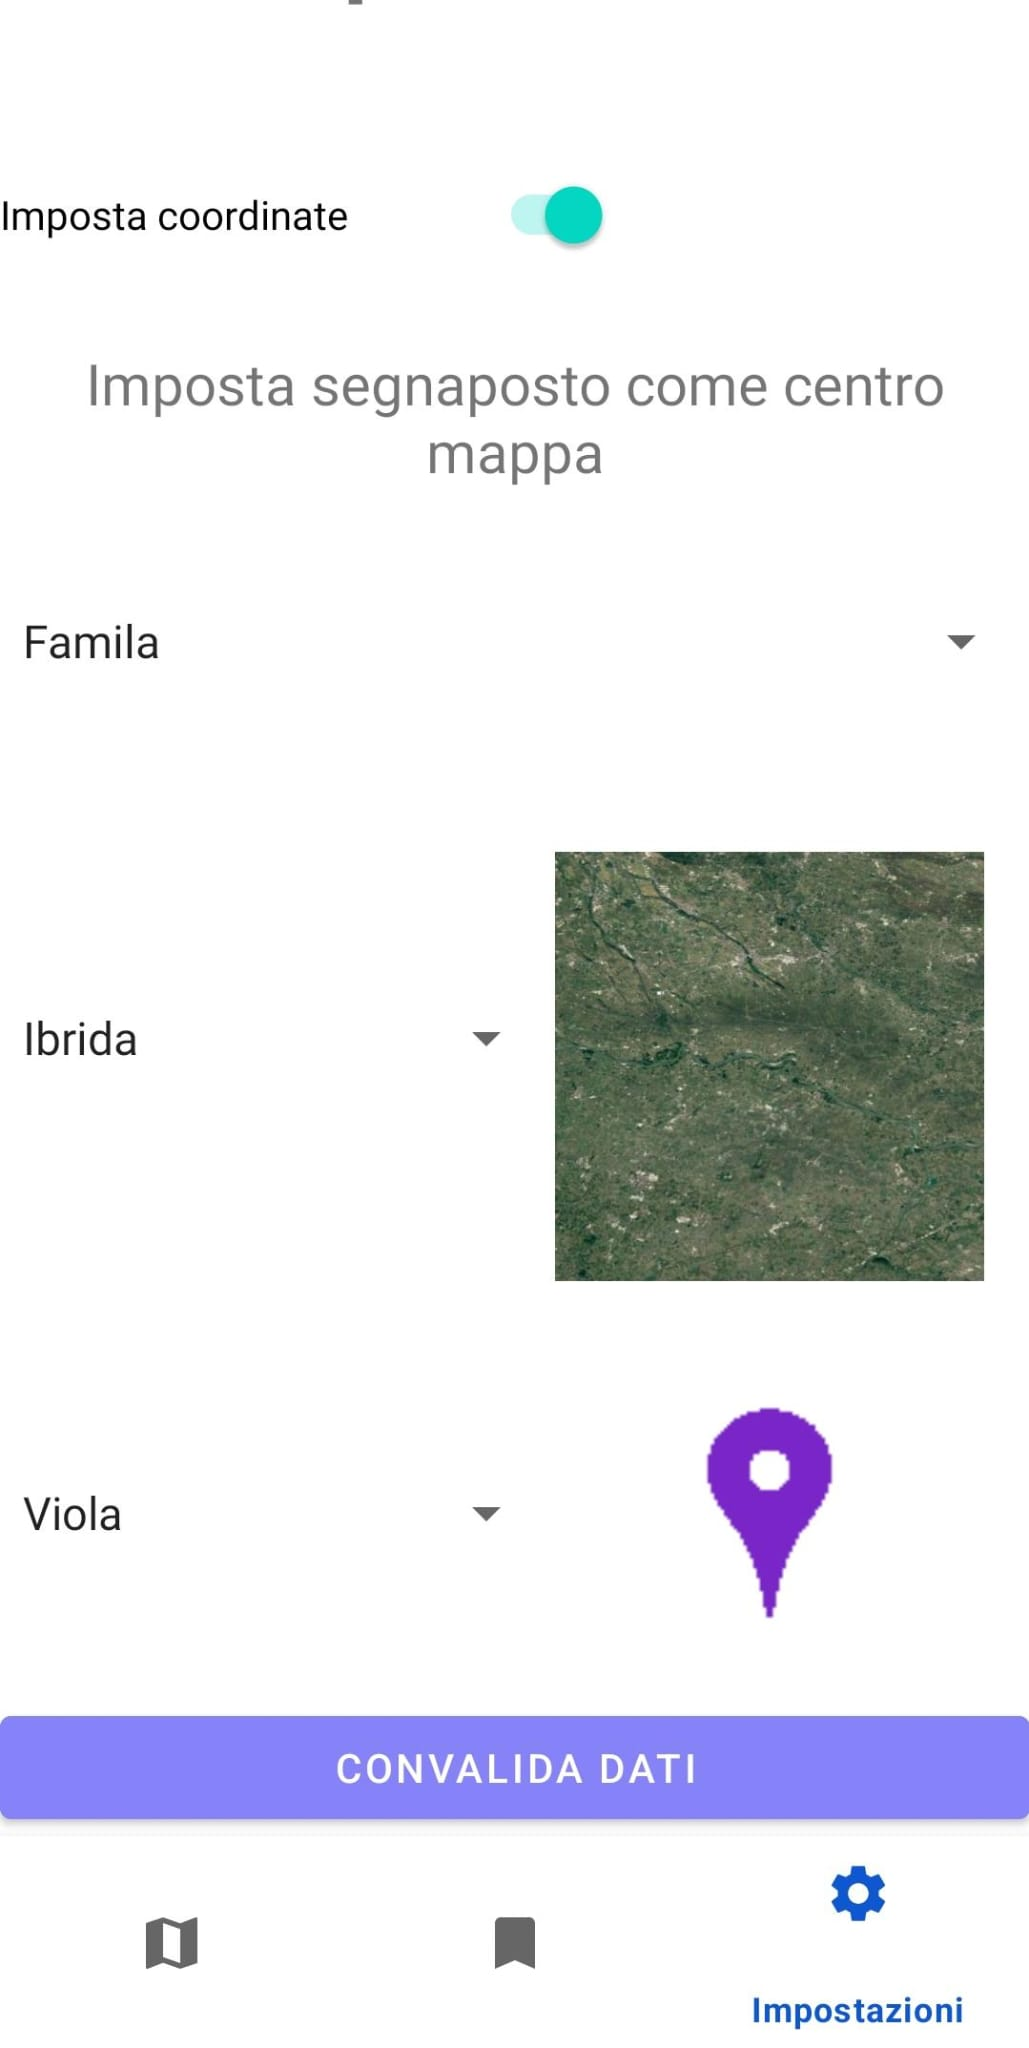 Imposta coordinate
Imposta segnaposto come centro
mappa
Famila
Ibrida
Viola
CONVALIDA DATI
Impostazioni